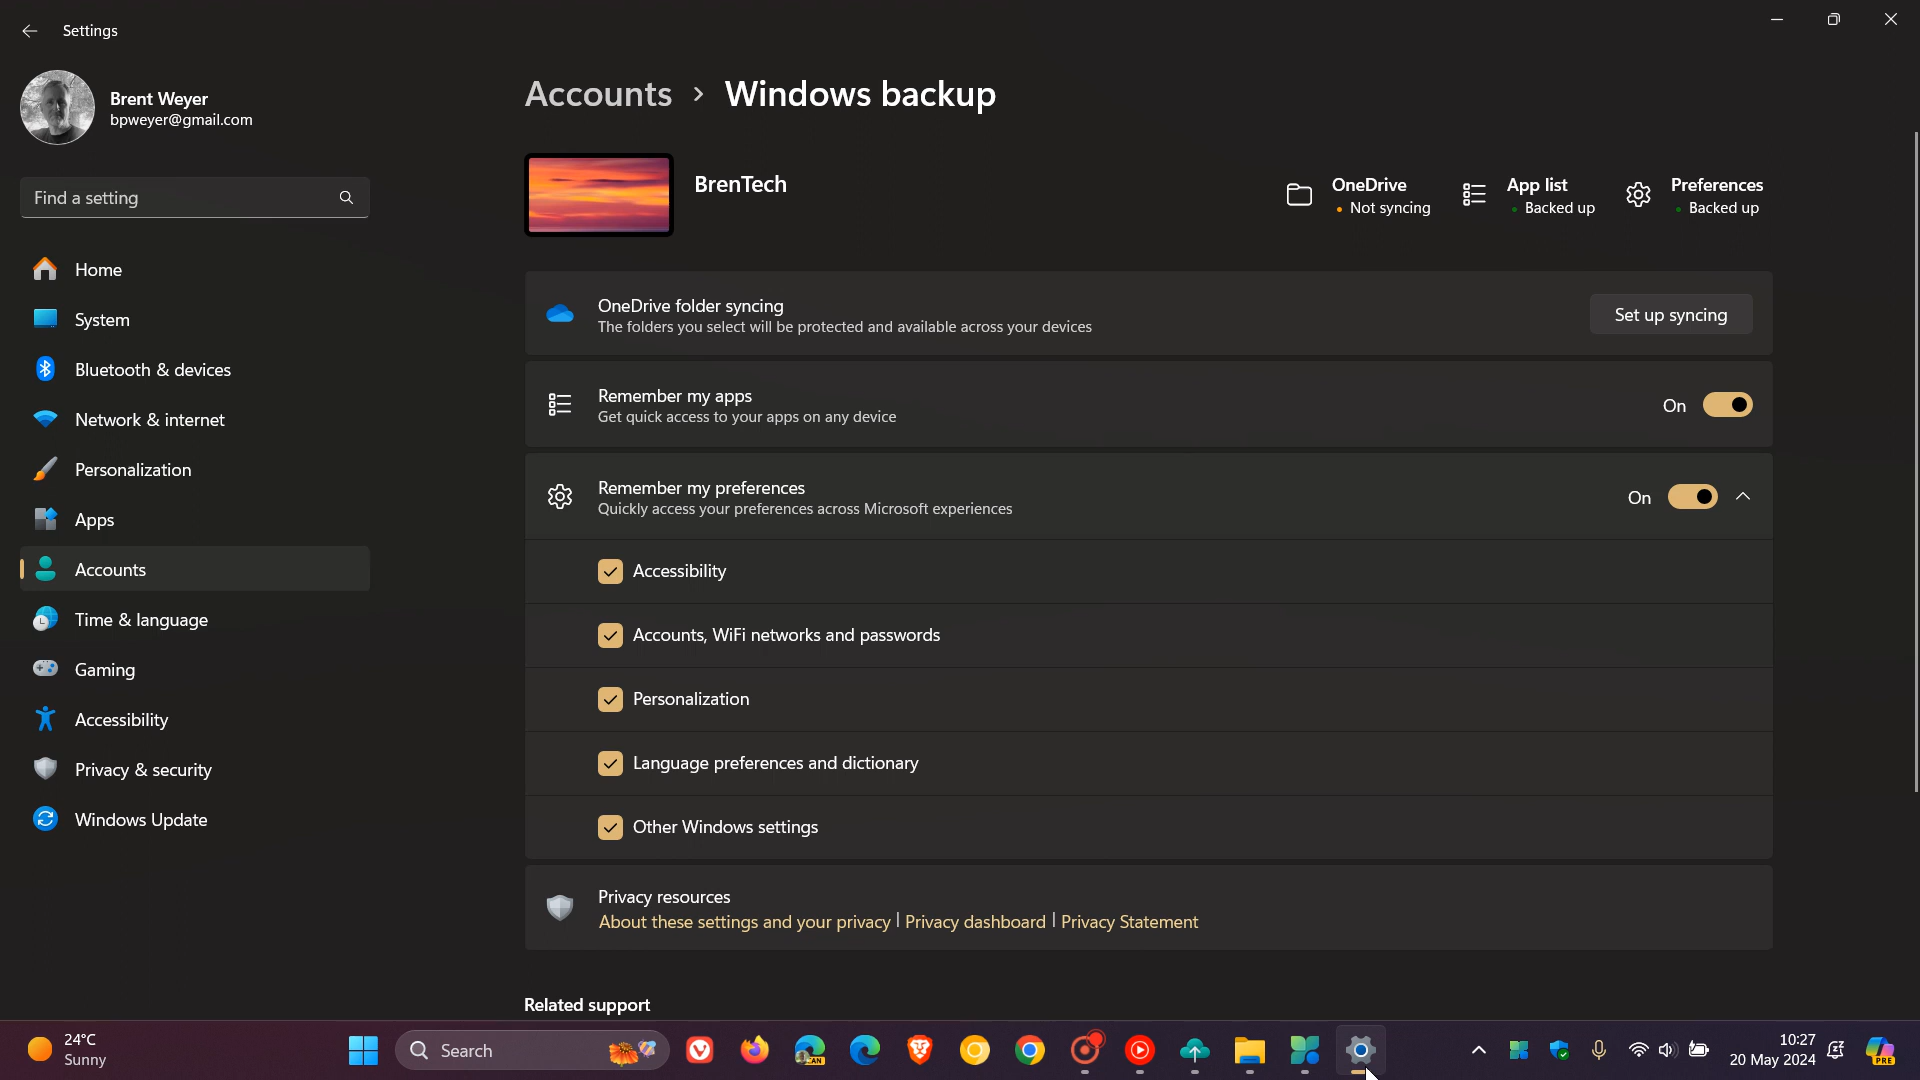 Settings
Brent Weyer
bpweyer@gmail.com
Find a setting
Home
System
Bluetooth & devices
Network & internet
Personalization
Apps
Accounts
Time & language
Gaming
Accessibility
Privacy & security
Windows Update
Accounts > Windows backup
BrenTech
OneDrive
Not syncing
App list
Backed up
Preferences
Backed up
OneDrive folder syncing
The folders you select will be protected and available across your devices
Set up syncing
Remember my apps
Get quick access to your apps on any device
On
Remember my preferences
Quickly access your preferences across Microsoft experiences
On
Accessibility
Accounts, WiFi networks and passwords
Personalization
Language preferences and dictionary
Other Windows settings
Privacy resources
About these settings and your privacy | Privacy dashboard | Privacy Statement
Related support
24°C
Sunny
Search
CAN
10:27
20 May 2024
PRE